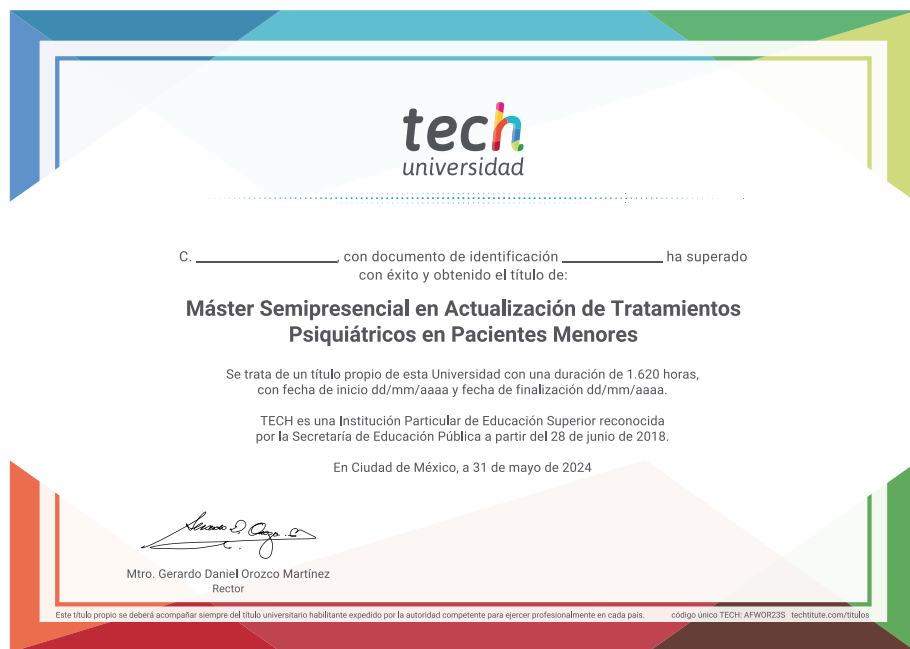 tech
universidad
C. ____________________, con documento de identificación ______________ ha superado
con éxito y obtenido el título de:
Máster Semipresencial en Actualización de Tratamientos
Psiquiátricos en Pacientes Menores
Se trata de un título propio de esta Universidad con una duración de 1.620 horas,
con fecha de inicio dd/mm/aaaa y fecha de finalización dd/mm/aaaa.
TECH es una Institución Particular de Educación Superior reconocida
por la Secretaría de Educación Pública a partir del 28 de junio de 2018.
En Ciudad de México, a 31 de mayo de 2024
Mtro. Gerardo Daniel Orozco Martínez
Rector
Este título propio se deberá acompañar siempre del título universitario habilitante expedido por la autoridad competente para ejercer profesionalmente en cada país. código único TECH: AFWOR23S techtitute.com/titulos